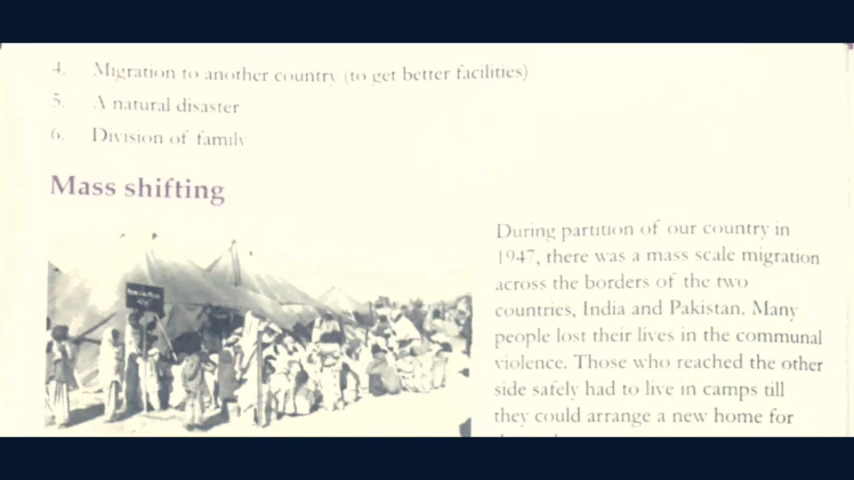 4. Migration to another country (to get better facilities)
5. A natural disaster
6. Division of family
Mass shifting
During partition of our country in
1947, there was a mass scale migration
across the borders of the two
countries, India and Pakistan. Many
people lost their lives in the communal
violence. Those who reached the other
side safely had to live in camps till
they could arrange a new home for